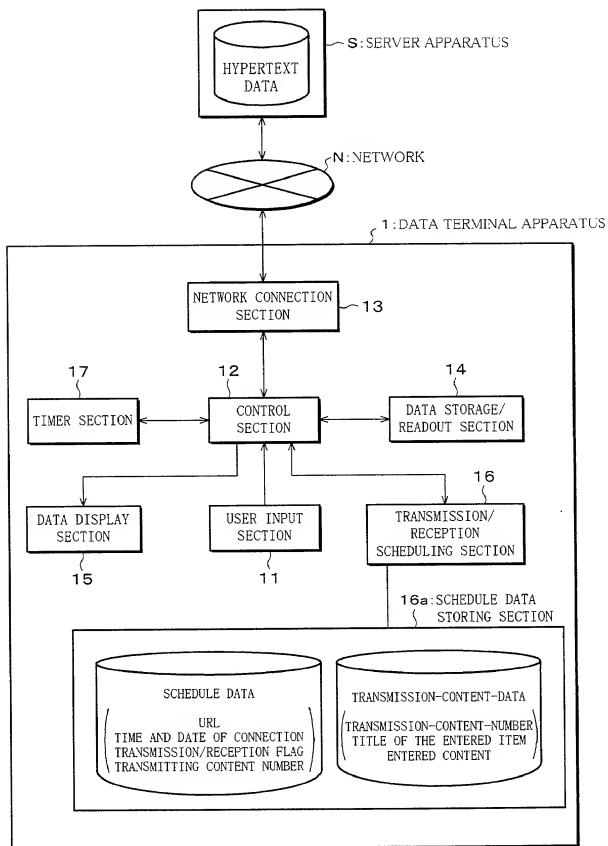 S:SERVER APPARATUS
HYPERTEXT
DATA
N:NETWORK
1:DATA TERMINAL APPARATUS
NETWORK CONNECTION
SECTION
13
17
12
14
TIMER SECTION
CONTROL
SECTION
DATA STORAGE/
READOUT SECTION
16
DATA DISPLAY
SECTION
USER INPUT
SECTION
TRANSMISSION/
RECEPTION
SCHEDULING SECTION
15
11
16a:SCHEDULE DATA
STORING SECTION
SCHEDULE DATA
URL
TIME AND DATE OF CONNECTION
TRANSMISSION/RECEPTION FLAG
TRANSMITTING CONTENT NUMBER
TRANSMISSION-CONTENT-DATA
TRANSMISSION-CONTENT-NUMBER
TITLE OF THE ENTERED ITEM
ENTERED CONTENT